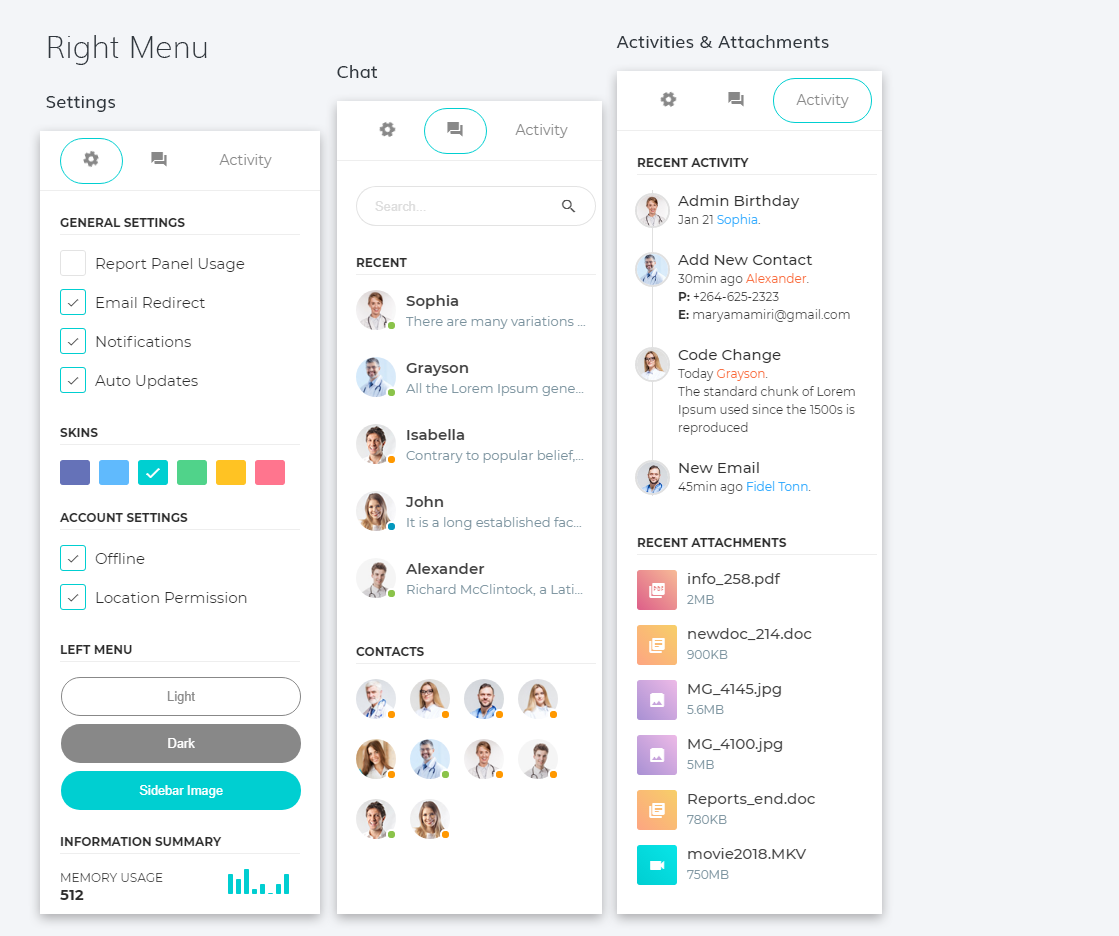 Right Menu
Settings
Activity
GENERAL SETTINGS
Report Panel Usage
Email Redirect
Notifications
Auto Updates
SKINS
ACCOUNT SETTINGS
Offline
Location Permission
LEFT MENU
Light
Dark
Sidebar Image
INFORMATION SUMMARY
MEMORY USAGE
512
Chat
Activity
Search...
RECENT
Sophia
There are many variations ...
Grayson
All the Lorem Ipsum gene...
Isabella
Contrary to popular belief,...
John
It is a long established fac...
Alexander
Richard McClintock, a Lati...
CONTACTS
Activities & Attachments
Activity
RECENT ACTIVITY
Admin Birthday
Jan 21 Sophia.
Add New Contact
30min ago Alexander.
P: +264-625-2323
E: maryamamiri@gmail.com
Code Change
Today Grayson.
The standard chunk of Lorem
Ipsum used since the 1500s is
reproduced
New Email
45min ago Fidel Tonn.
RECENT ATTACHMENTS
info_258.pdf
2MB
newdoc_214.doc
900KB
MG_4145.jpg
5.6MB
MG_4100.jpg
5MB
Reports_end.doc
780KB
movie2018.MKV
750MB